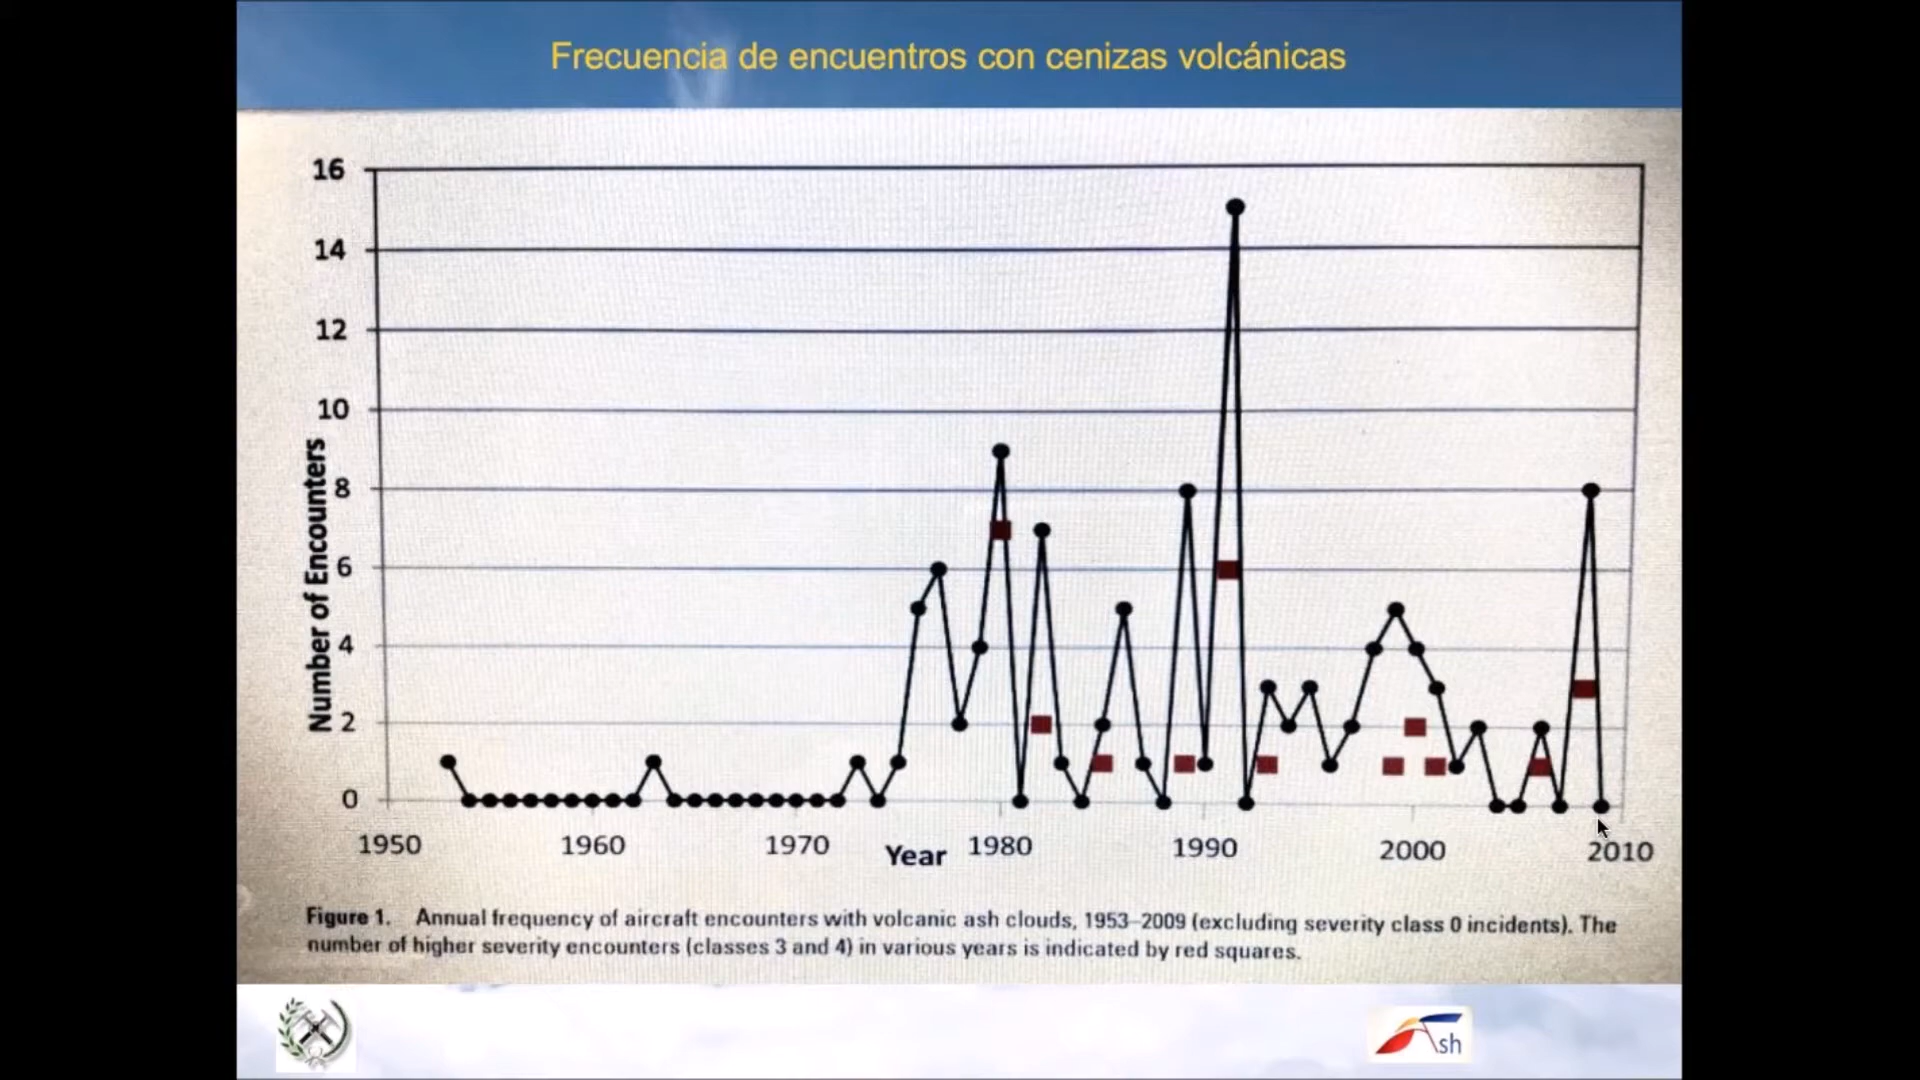 Frecuencia de encuentros con cenizas volcánicas
16
14
12
10
8
6
4
2
0
Number of Encounters
1950
1960
1970
1980
1990
2000
2010
Year
Figure 1. Annual frequency of aircraft encounters with volcanic ash clouds, 1953–2009 (excluding severity class 0 incidents). The
number of higher severity encounters (classes 3 and 4) in various years is indicated by red squares.
Ash